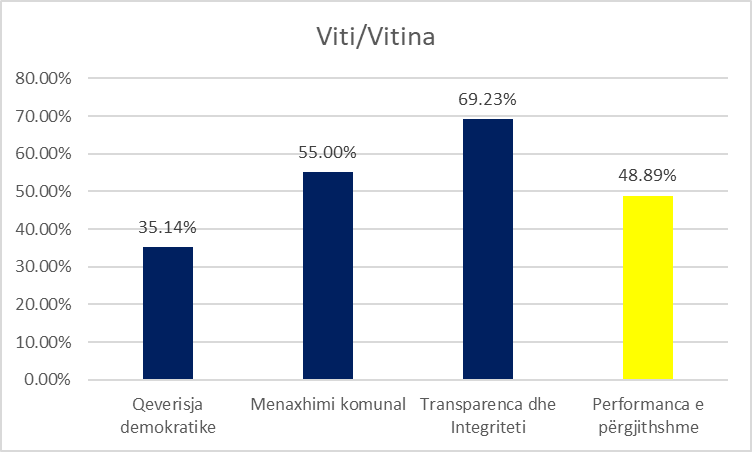 Viti/Vitina
80.00%
70.00%
60.00%
50.00%
40.00%
30.00%
20.00%
10.00%
0.00%
35.14%
55.00%
69.23%
48.89%
Qeverisja
demokratike
Menaxhimi komunal
Transparenca dhe
Integriteti
Performanca e
përgjithshme